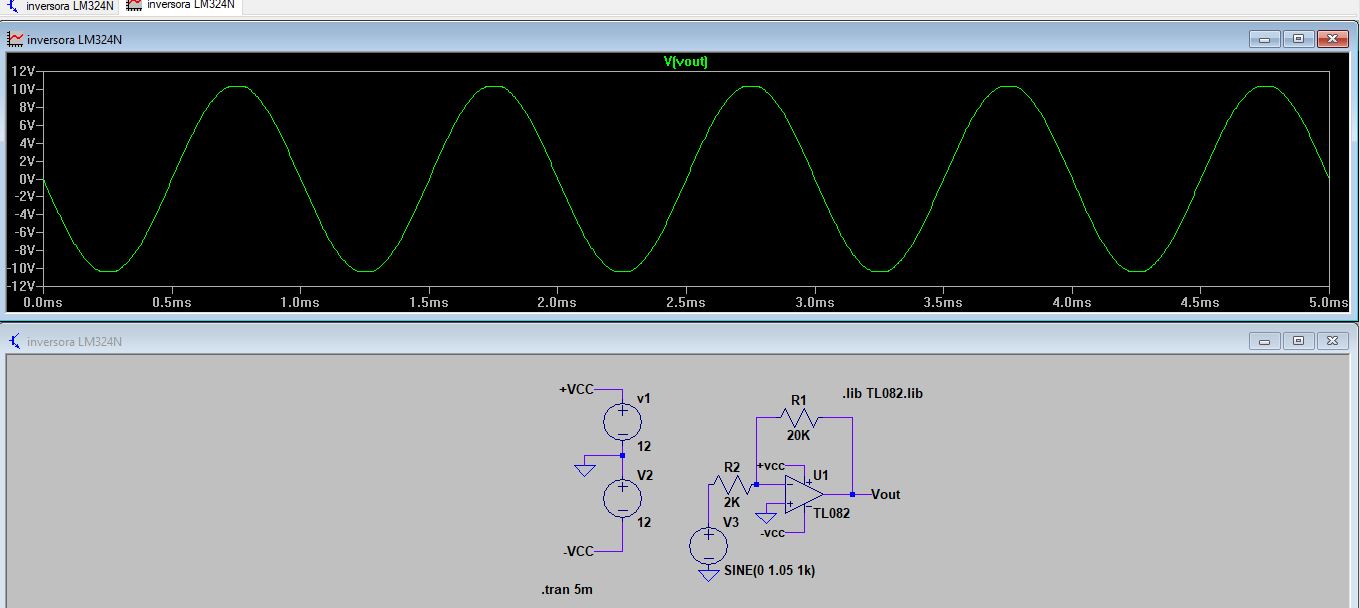 inversora LM324N
inversora LM324N
inversora LM324N
V(vout)
12V
10V
8V
6V
4V
2V
0V
-2V
-4V
-6V
-8V
-10V
-12V
0.0ms 0.5ms 1.0ms 1.5ms 2.0ms 2.5ms 3.0ms 3.5ms 4.0ms 4.5ms 5.0ms
inversora LM324N
+VCC
v1
12
V2
12
-VCC
.tran 5m
.lib TL082.lib
R1
20K
R2
2K
+vcc
U1
Vout
TL082
-vcc
V3
SINE(0 1.05 1k)